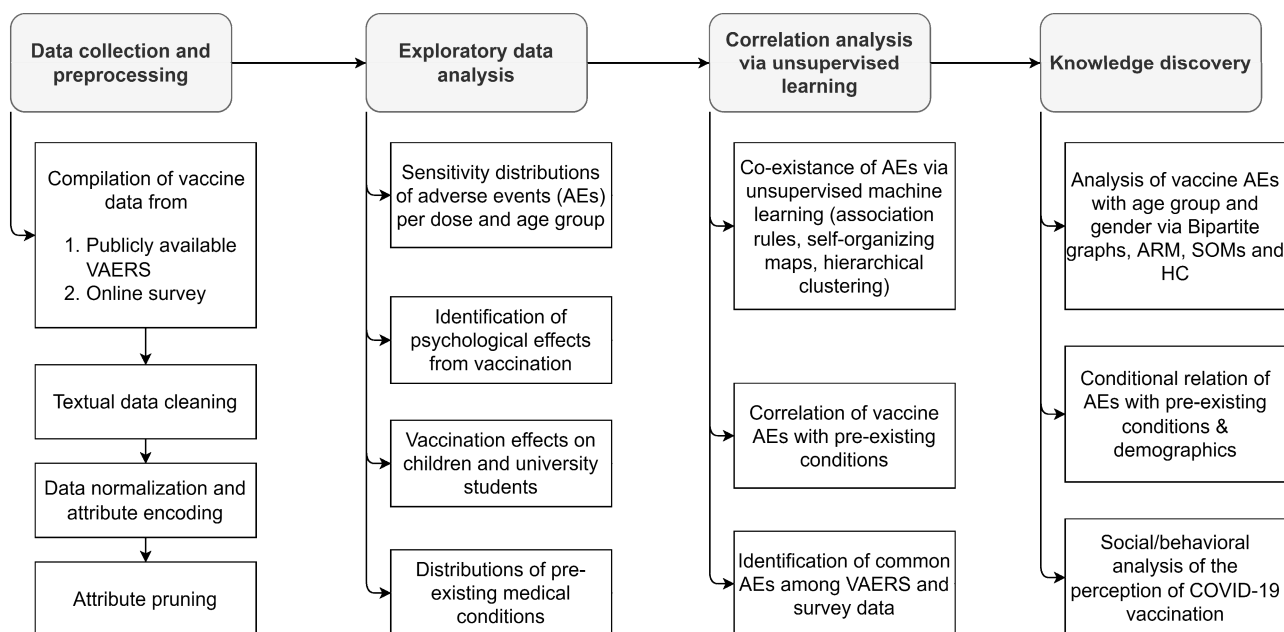 Data collection and
preprocessing
Compilation of vaccine
data from
1. Publicly available
VAERS
2. Online survey
Textual data cleaning
Data normalization and
attribute encoding
Attribute pruning
Exploratory data
analysis
Sensitivity distributions
of adverse events (AEs)
per dose and age group
Identification of
psychological effects
from vaccination
Vaccination effects on
children and university
students
Distributions of pre-
existing medical
conditions
Correlation analysis
via unsupervised
learning
Co-existance of AEs via
unsupervised machine
learning (association
rules, self-organizing
maps, hierarchical
clustering)
Correlation of vaccine
AEs with pre-existing
conditions
Identification of common
AEs among VAERS and
survey data
Knowledge discovery
Analysis of vaccine AEs
with age group and
gender via Bipartite
graphs, ARM, SOMs and
HC
Conditional relation of
AEs with pre-existing
conditions &
demographics
Social/behavioral
analysis of the
perception of COVID-19
vaccination